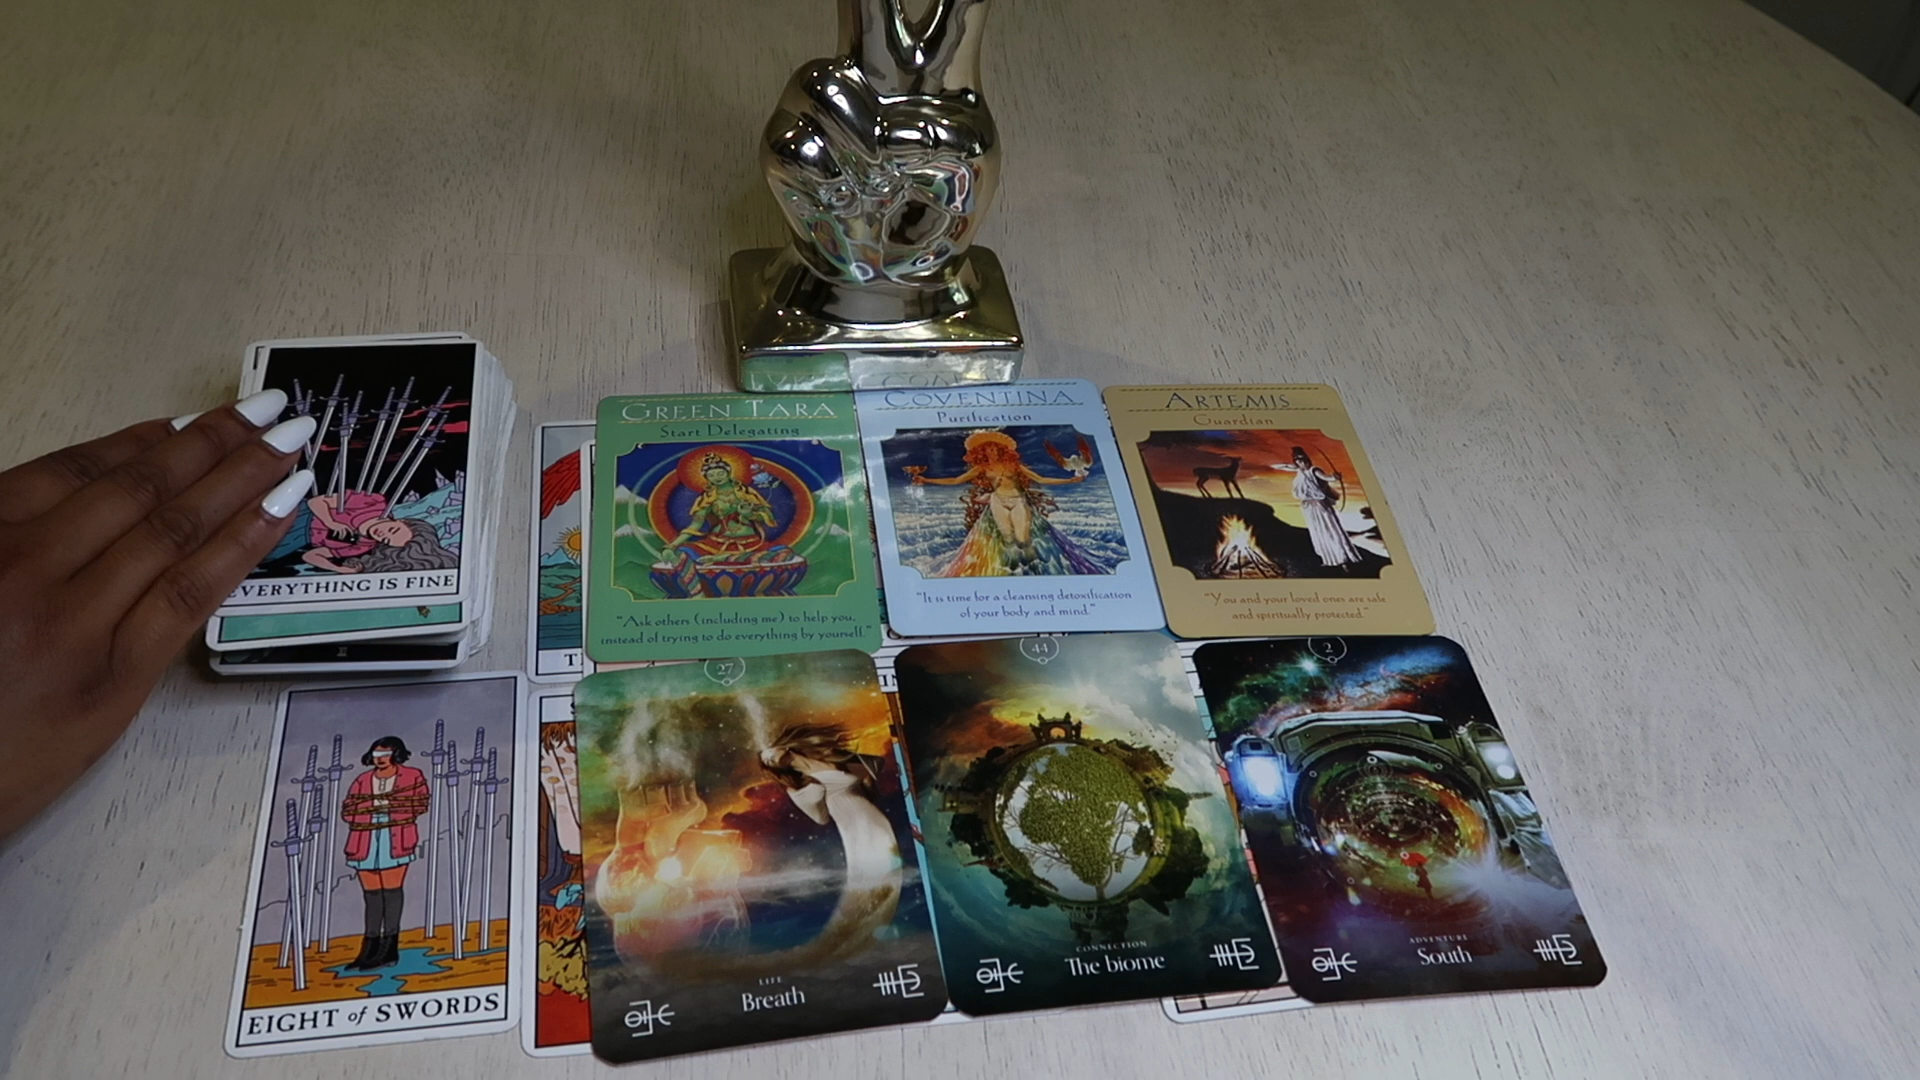 EVERYTHING IS FINE
EIGHT of SWORDS
GREEN TARA
Start Delegating
"Ask others (including me) to help you,
instead of trying to do everything by yourself."
COVENTINA
Purification
"It is time for a cleansing detoxification
of your body and mind."
ARTEMIS
Guardian
"You and your loved ones are safe
and spiritually protected."
27
LIFE
Breath
44
CONNECTION
The biome
2
ADVENTURE
South